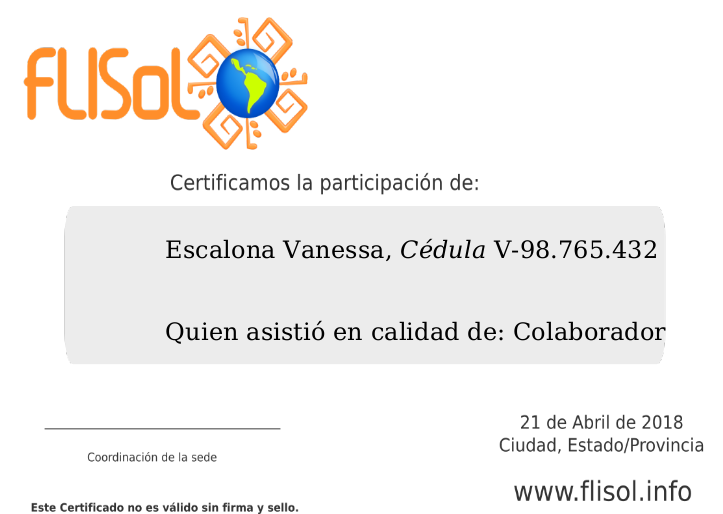 FLISoL
Certificamos la participación de:
Escalona Vanessa, Cédula V-98.765.432
Quien asistió en calidad de: Colaborador
21 de Abril de 2018
Ciudad, Estado/Provincia
Coordinación de la sede
www.flisol.info
Este Certificado no es válido sin firma y sello.